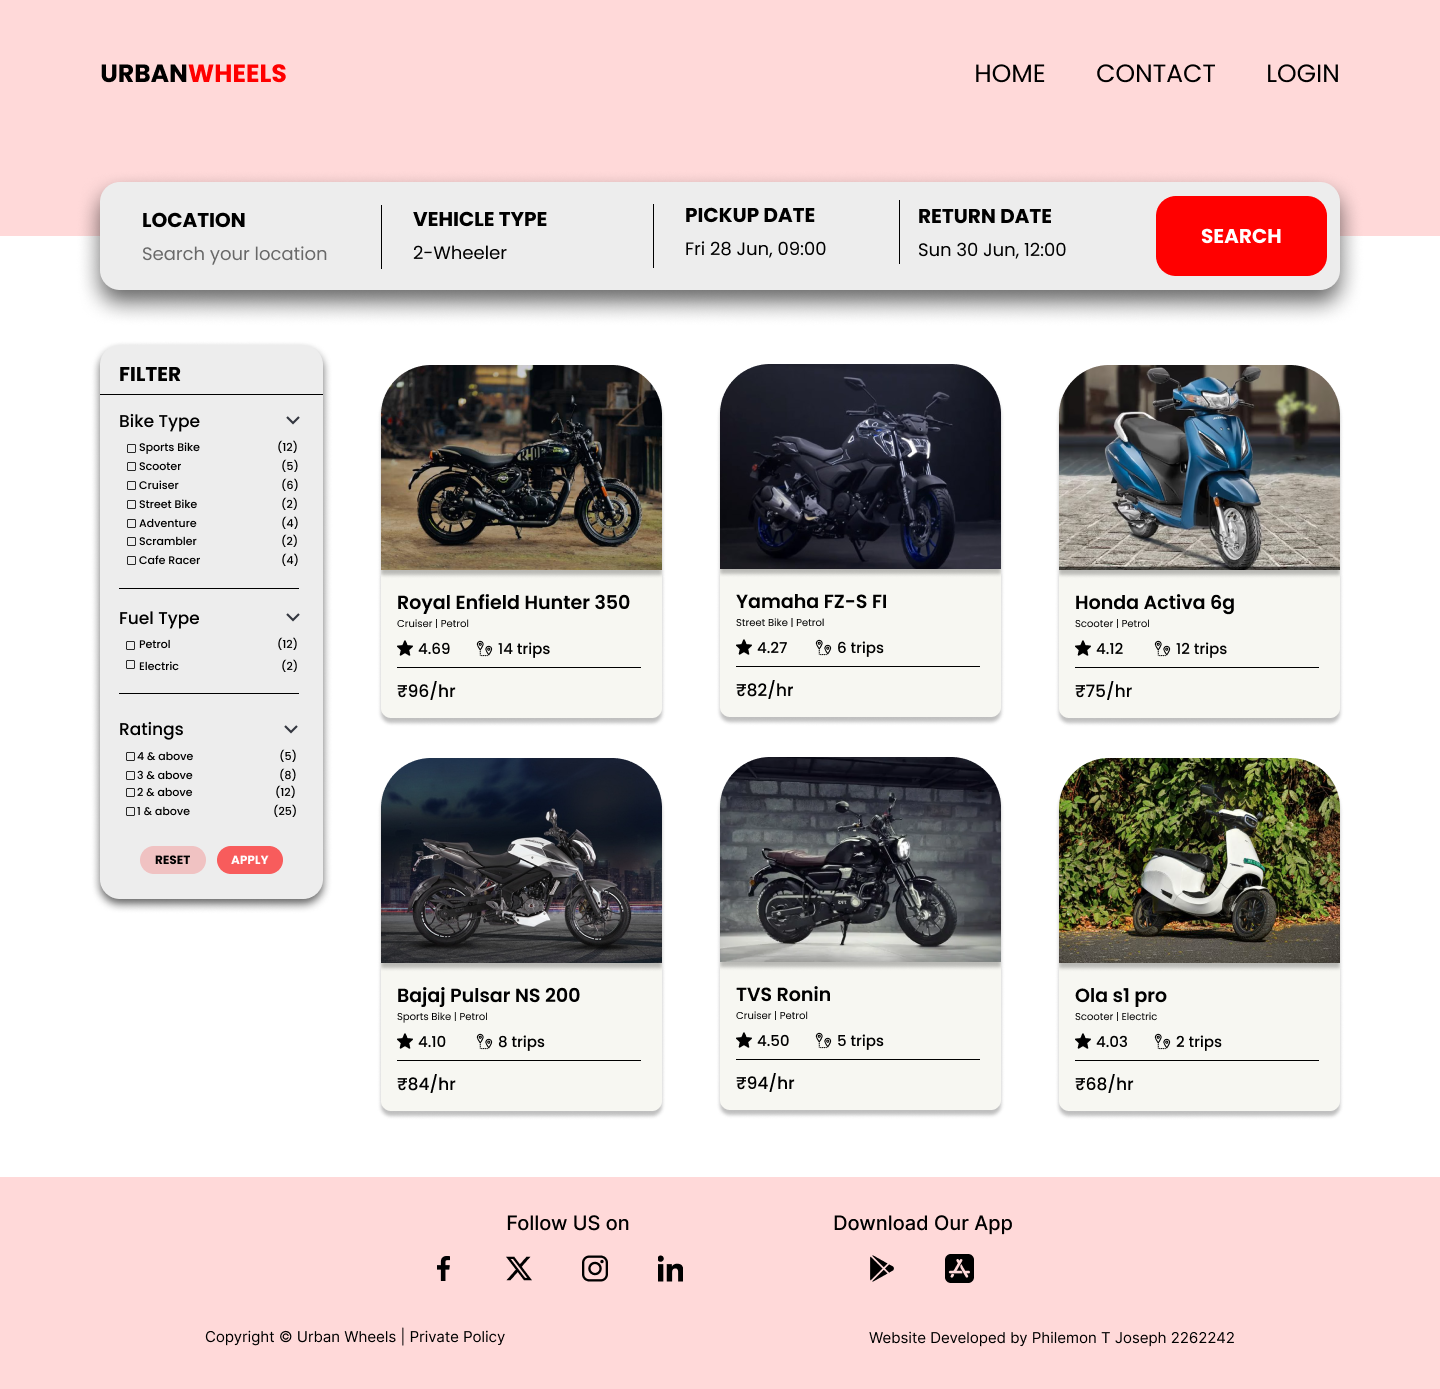 URBANWHEELS
HOME CONTACT LOGIN
LOCATION
Search your location
VEHICLE TYPE
2-Wheeler
PICKUP DATE
Fri 28 Jun, 09:00
RETURN DATE
Sun 30 Jun, 12:00
SEARCH
FILTER
Bike Type
Sports Bike (12)
Scooter (5)
Cruiser (6)
Street Bike (2)
Adventure (4)
Scrambler (2)
Cafe Racer (4)
Fuel Type
Petrol (12)
Electric (2)
Ratings
4 & above (5)
3 & above (8)
2 & above (12)
1 & above (25)
RESET APPLY
Royal Enfield Hunter 350
Cruiser | Petrol
4.69 14 trips
₹96/hr
Yamaha FZ-S FI
Street Bike | Petrol
4.27 6 trips
₹82/hr
Honda Activa 6g
Scooter | Petrol
4.12 12 trips
₹75/hr
Bajaj Pulsar NS 200
Sports Bike | Petrol
4.10 8 trips
₹84/hr
TVS Ronin
Cruiser | Petrol
4.50 5 trips
₹94/hr
Ola s1 pro
Scooter | Electric
4.03 2 trips
₹68/hr
Follow US on
Download Our App
Copyright © Urban Wheels | Private Policy
Website Developed by Philemon T Joseph 2262242